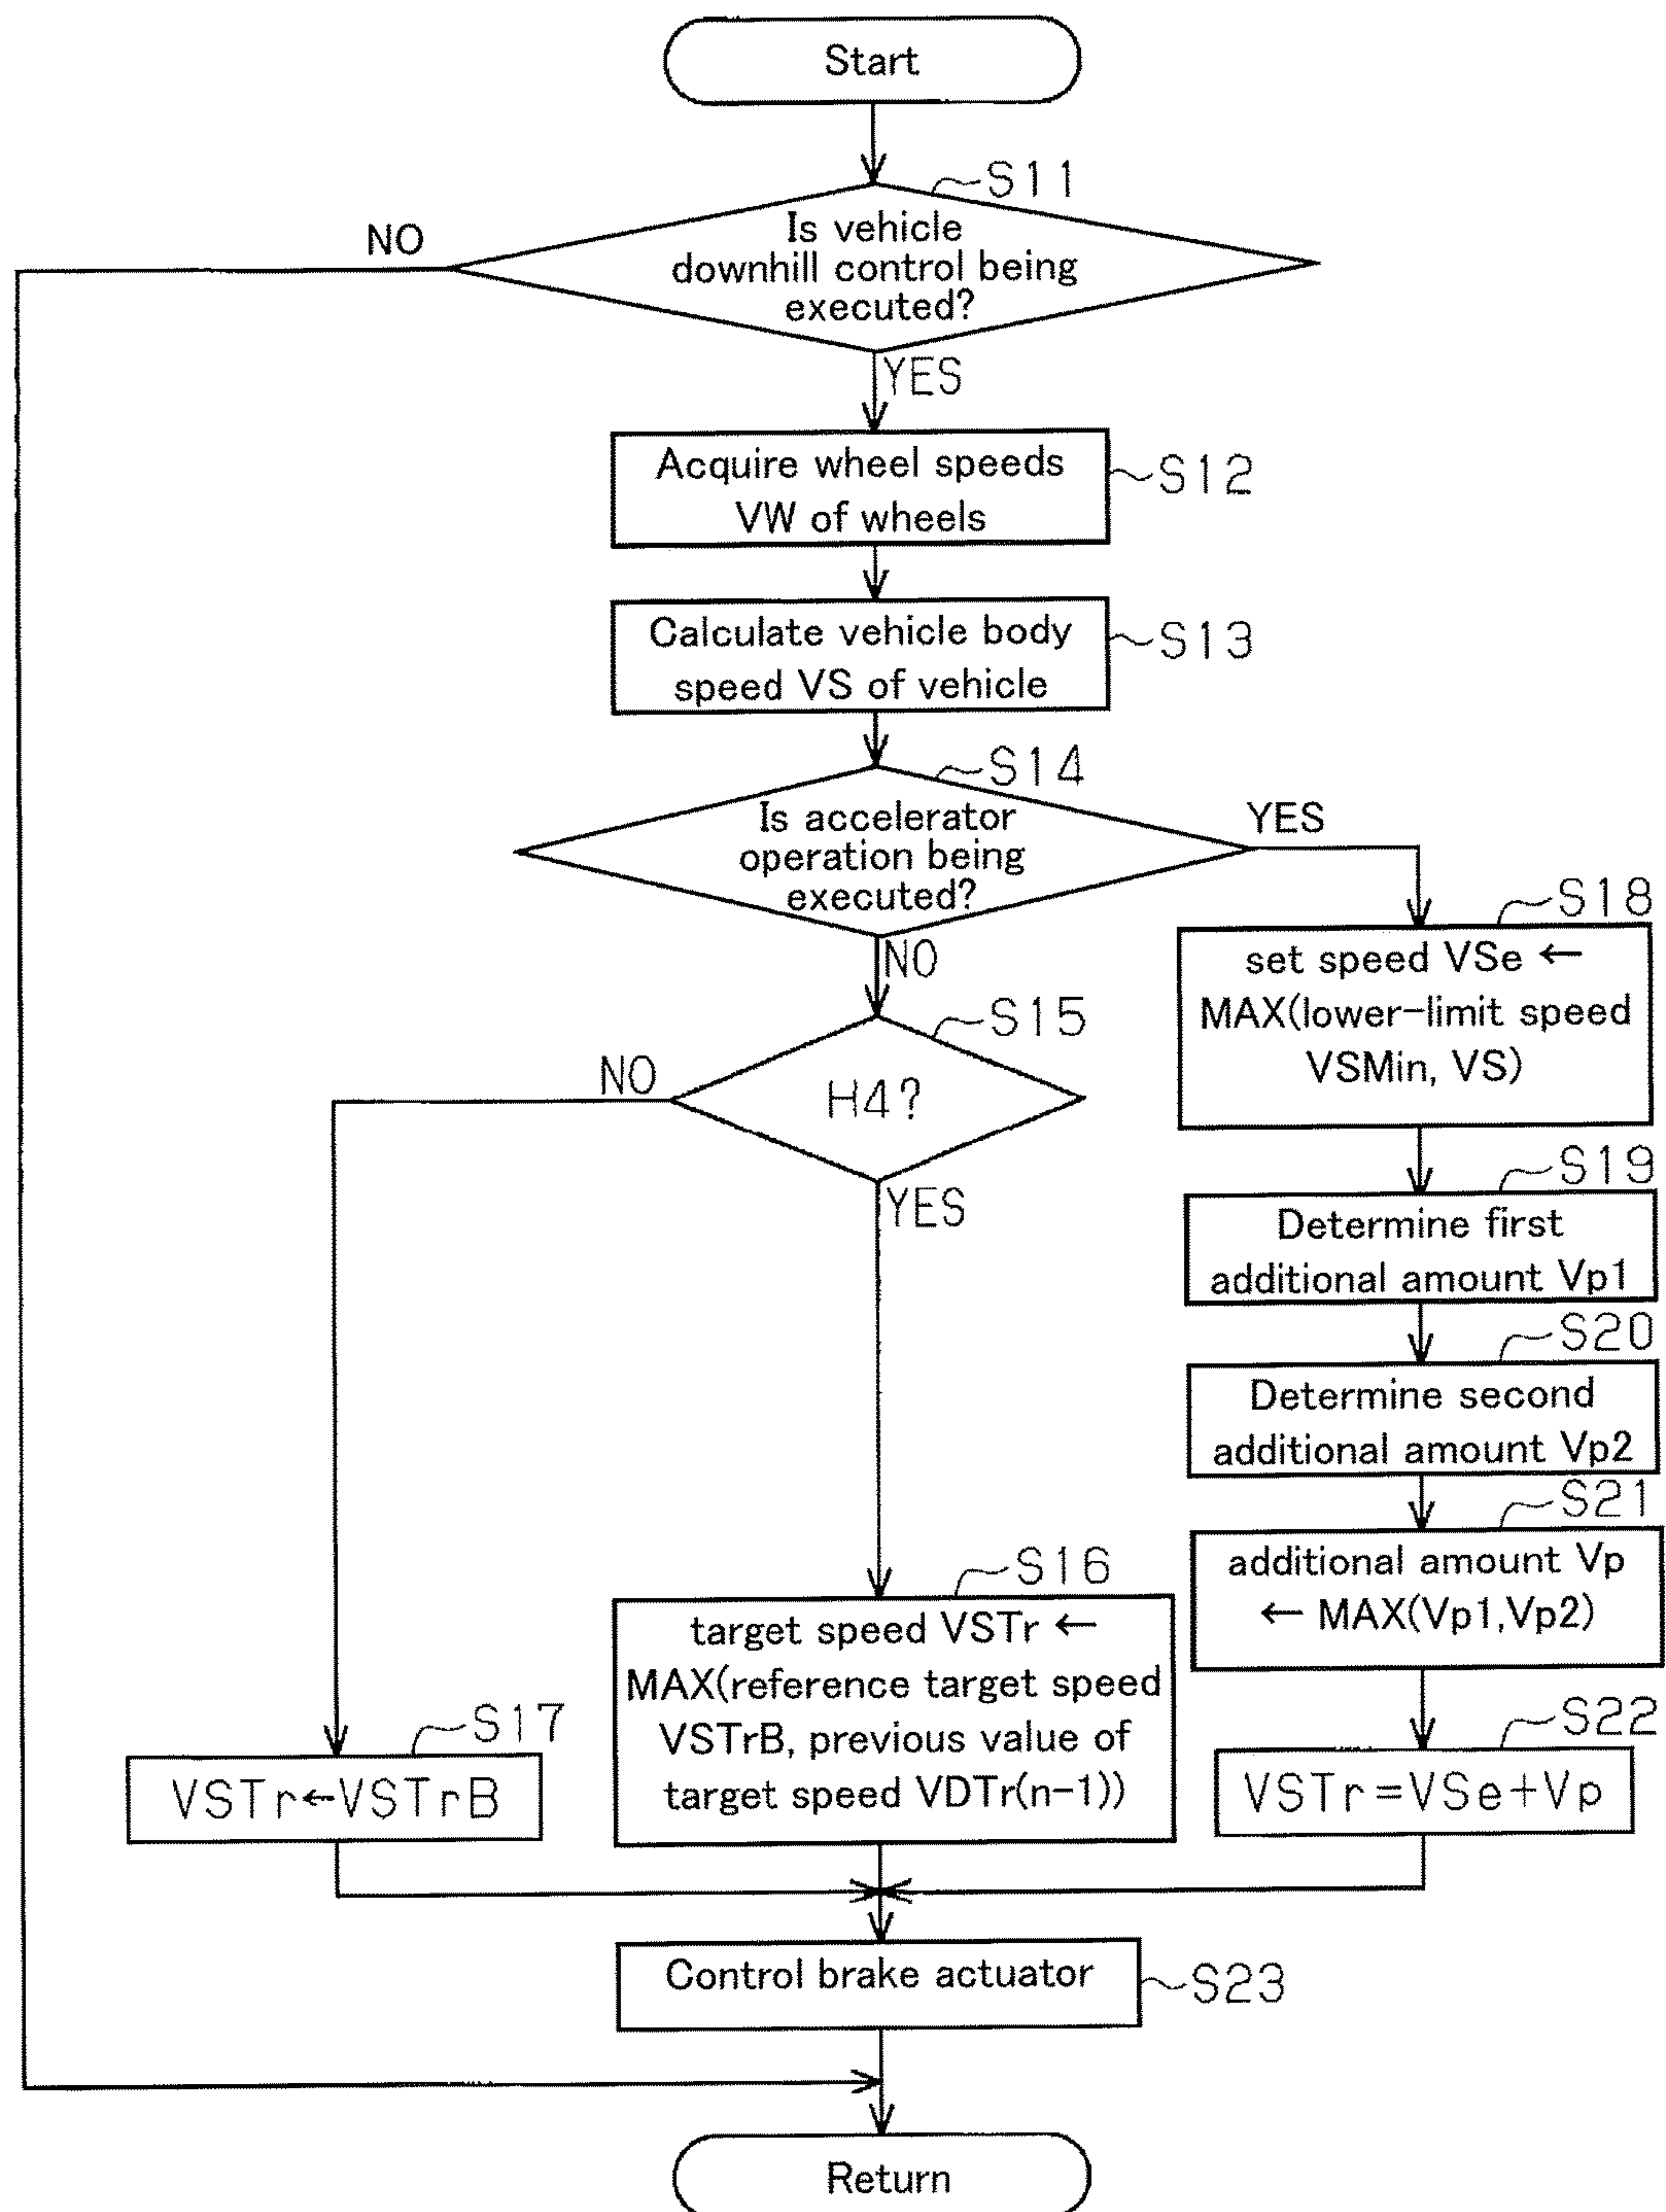 Start
S11
Is vehicle
downhill control being
executed?
NO
YES
Acquire wheel speeds
VW of wheels
S12
Calculate vehicle body
speed VS of vehicle
S13
S14
Is accelerator
operation being
executed?
YES
NO
S15
H4?
NO
YES
S16
target speed VSTr ←
MAX(reference target speed
VSTrB, previous value of
target speed VDTr(n-1))
S17
VSTr←VSTrB
S18
set speed VSe ←
MAX(lower-limit speed
VSMin, VS)
S19
Determine first
additional amount Vp1
S20
Determine second
additional amount Vp2
S21
additional amount Vp
← MAX(Vp1,Vp2)
S22
VSTr=VSe+Vp
Control brake actuator
S23
Return